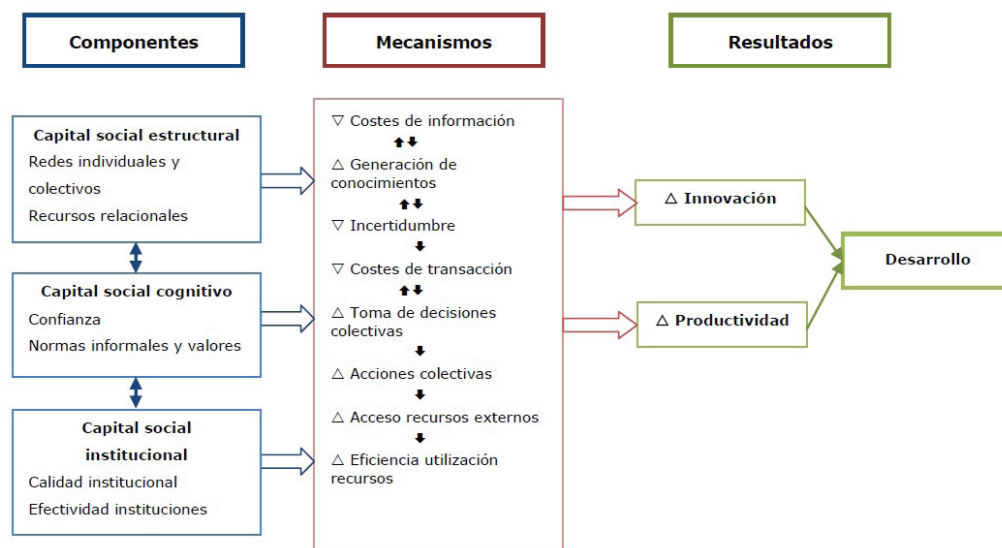 Componentes
Mecanismos
Resultados
Capital social estructural
Redes individuales y
colectivos
Recursos relacionales
Capital social cognitivo
Confianza
Normas informales y valores
Capital social
institucional
Calidad institucional
Efectividad instituciones
▽ Costes de información
△ Generación de
conocimientos
▽ Incertidumbre
▽ Costes de transacción
△ Toma de decisiones
colectivas
△ Acciones colectivas
△ Acceso recursos externos
△ Eficiencia utilización
recursos
△ Innovación
△ Productividad
Desarrollo